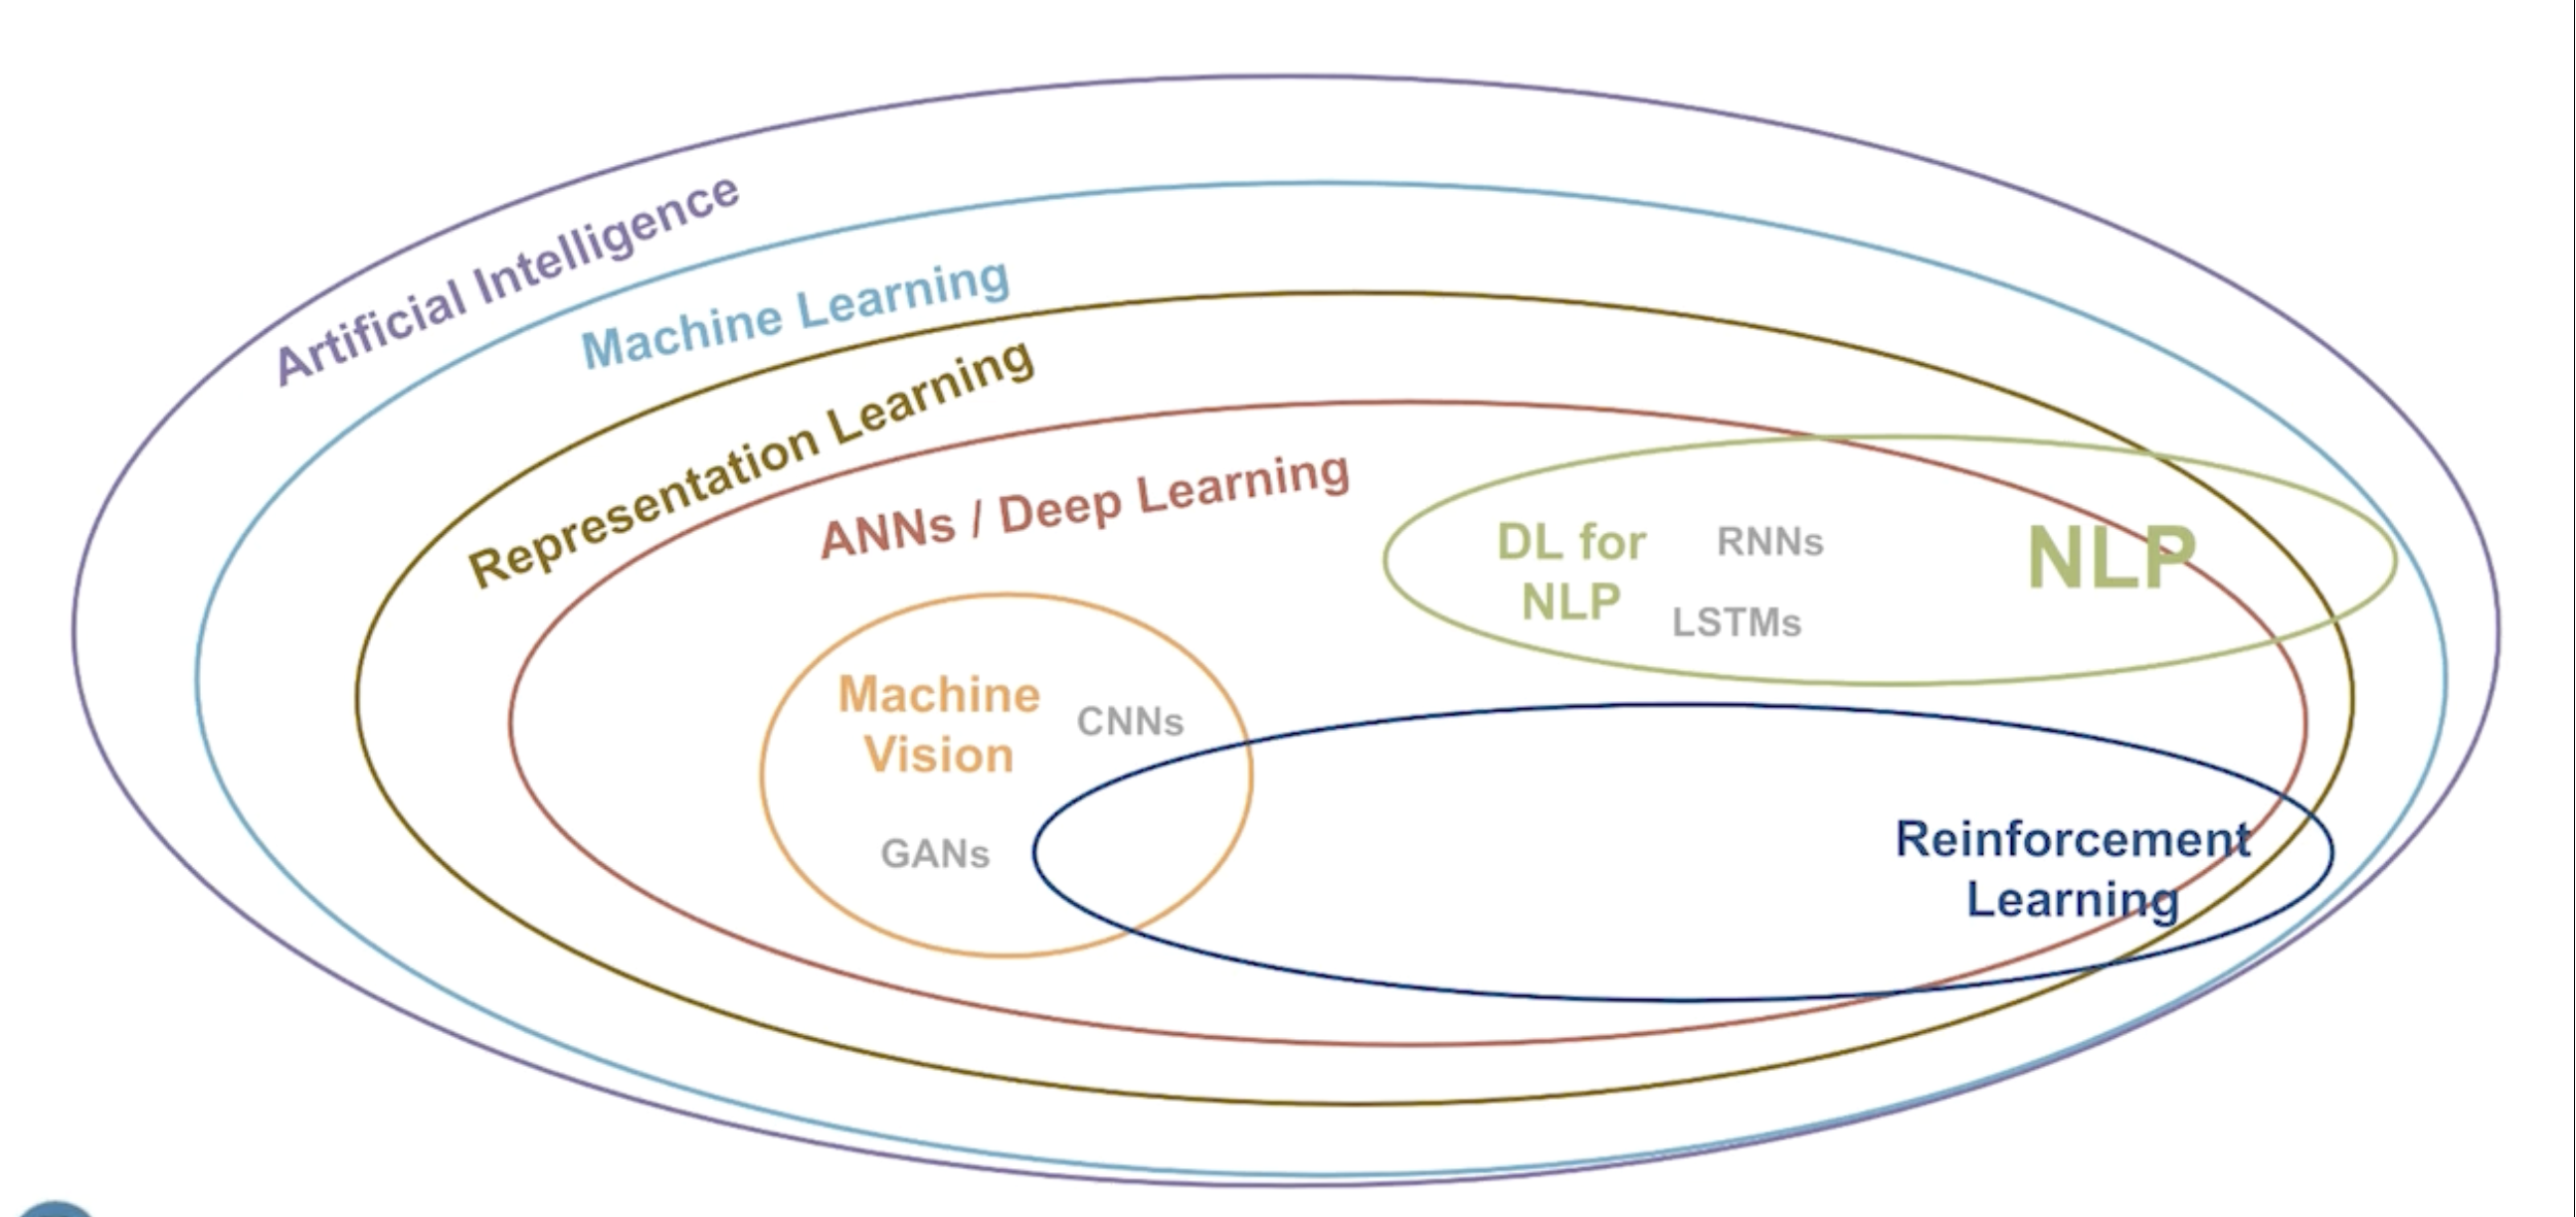 Artificial Intelligence
Machine Learning
Representation Learning
ANNs / Deep Learning
DL for
NLP
RNNs
LSTMs
NLP
Machine
Vision
CNNs
GANs
Reinforcement
Learning